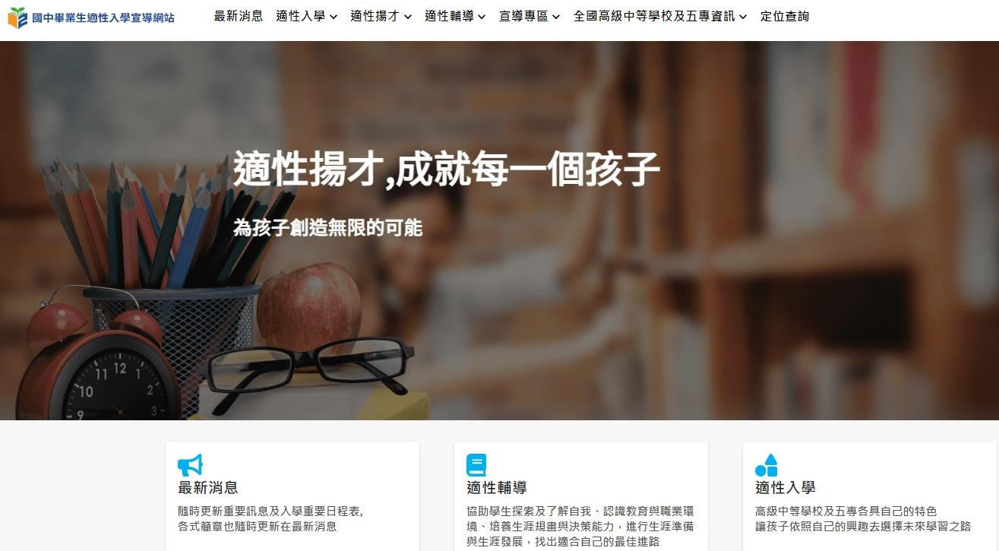 國中畢業生適性入學宣導網站
最新消息 適性入學 適性揚才 適性輔導 宣導專區 全國高級中等學校及五專資訊 定位查詢
適性揚才,成就每一個孩子
為孩子創造無限的可能
11 12 1
10 2
9 3
最新消息
隨時更新重要訊息及入學重要日程表,
各式簡章也隨時更新在最新消息
適性輔導
協助學生探索及了解自我、認識教育與職業環
境、培養生涯規畫與決策能力，進行生涯準備
與生涯發展，找出適合自己的最佳進路
適性入學
高級中等學校及五專各具自己的特色
讓孩子依照自己的興趣去選擇未來學習之路